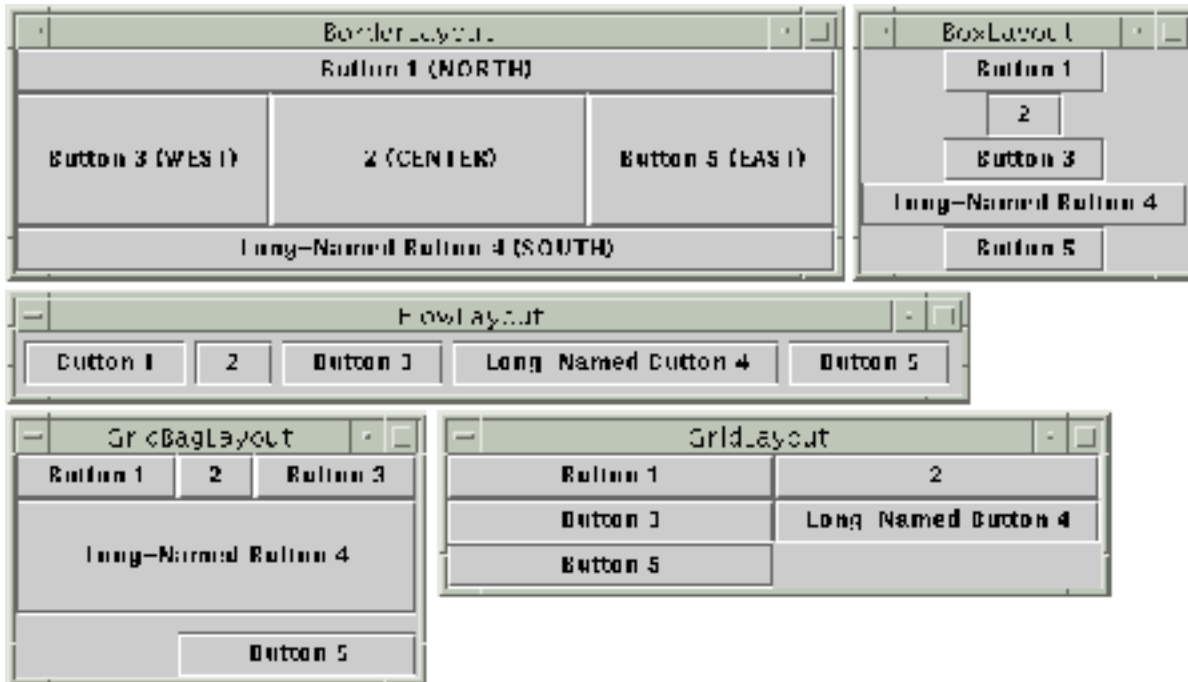 BorderLayout
Button 1 (NORTH)
Button 3 (WEST) 2 (CENTER) Button 5 (EAST)
Long-Named Button 4 (SOUTH)
BoxLayout
Button 1
2
Button 3
Long-Named Button 4
Button 5
FlowLayout
Button 1 2 Button 3 Long-Named Button 4 Button 5
GridBagLayout
Button 1 2 Button 3
Long-Named Button 4
Button 5
GridLayout
Button 1 2
Button 3 Long-Named Button 4
Button 5